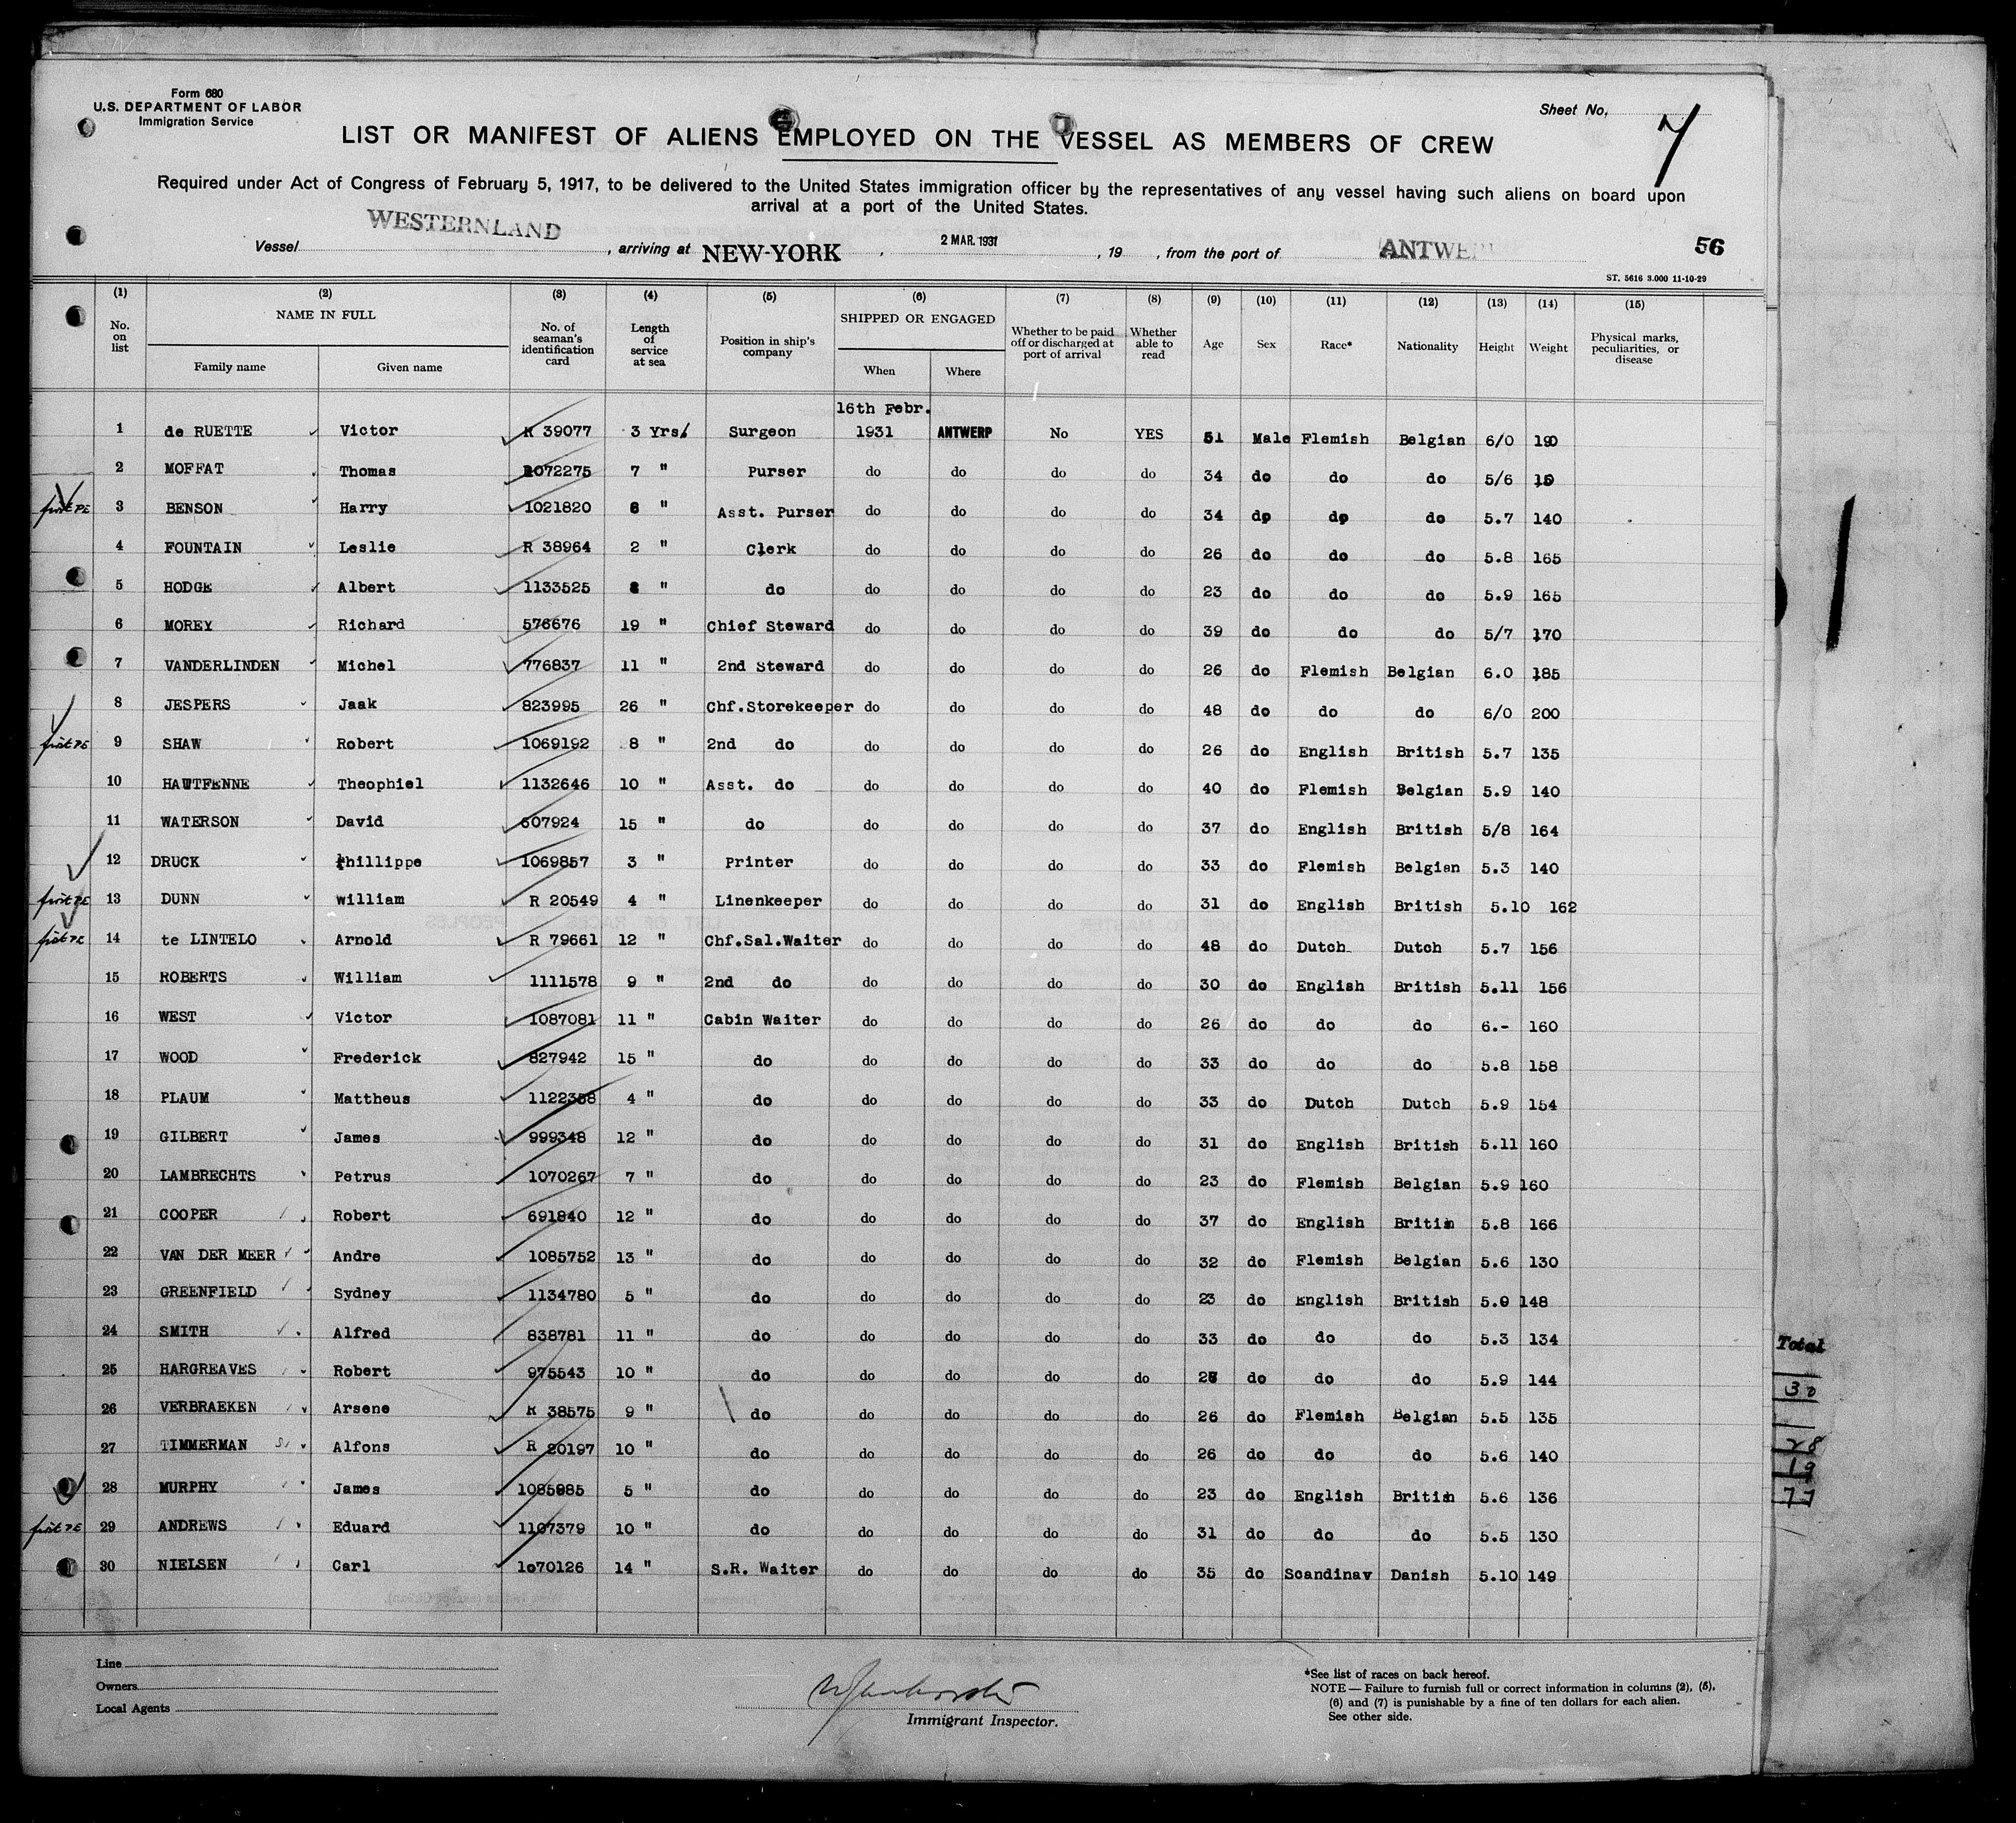 Form 680
U.S. DEPARTMENT OF LABOR
Immigration Service
Sheet No. 7
LIST OR MANIFEST OF ALIENS EMPLOYED ON THE VESSEL AS MEMBERS OF CREW
Required under Act of Congress of February 5, 1917, to be delivered to the United States immigration officer by the representatives of any vessel having such aliens on board upon
arrival at a port of the United States.
Vessel WESTERNLAND, arriving at NEW-YORK, 2 MAR. 1931, 19 , from the port of ANTWER 56
ST. 5616 3.000 11-10-29
(1) (2) (3) (4) (5) (6) (7) (8) (9) (10) (11) (12) (13) (14) (15)
No. on list NAME IN FULL Family name Given name No. of seaman's identification card Length of service at sea Position in ship's company SHIPPED OR ENGAGED When Where Whether to be paid off or discharged at port of arrival Whether able to read Age Sex Race* Nationality Height Weight Physical marks, peculiarities, or disease
16th Febr.
1 de RUETTE Victor R 39077 3 Yrs. Surgeon 1931 ANTWERP No YES 51 Male Flemish Belgian 6/0 190
2 MOFFAT Thomas 1072275 7 " Purser do do do do 34 do do do 5/6
3 BENSON Harry 1021820 6 " Asst. Purser do do do do 34 do do do 5.7 140
4 FOUNTAIN Leslie R 38964 2 " Clerk do do do do 26 do do do 5.8 165
5 HODGE Albert 1133525 " do do do do do 23 do do do 5.9 165
6 MOREY Richard 576676 19 " Chief Steward do do do do 39 do do do 5/7 170
7 VANDERLINDEN Michel 776837 11 " 2nd Steward do do do do 26 do Flemish Belgian 6.0 185
8 JESPERS Jaak 823995 26 " Chf.Storekeeper do do do do 48 do do do 6/0 200
9 SHAW Robert 1069192 8 " 2nd do do do do do 26 do English British 5.7 135
10 HAUTFENNE Theophiel 1132646 10 " Asst. do do do do do 40 do Flemish Belgian 5.9 140
11 WATERSON David 607924 15 " do do do do do 37 do English British 5/8 164
12 DRUCK Phillippe 1069857 3 " Printer do do do do 33 do Flemish Belgian 5.3 140
13 DUNN William R 20549 4 " Linenkeeper do do do do 31 do English British 5.10 162
14 te LINTELO Arnold R 79661 12 " Chf.Sal.Waiter do do do do 48 do Dutch Dutch 5.7 156
15 ROBERTS William 1111578 9 " 2nd do do do do do 30 do English British 5.11 156
16 WEST Victor 1087081 11 " Cabin Waiter do do do do 26 do do do 6.- 160
17 WOOD Frederick 827942 15 " do do do do do 33 do do do 5.8 158
18 PLAUM Mattheus 1122358 4 " do do do do do 33 do Dutch Dutch 5.9 154
19 GILBERT James 999348 12 " do do do do do 31 do English British 5.11 160
20 LAMBRECHTS Petrus 1070267 7 " do do do do do 23 do Flemish Belgian 5.9 160
21 COOPER Robert 691840 12 " do do do do do 37 do English Britih 5.8 166
22 VAN DER MEER Andre 1085752 13 " do do do do do 32 do Flemish Belgian 5.6 130
23 GREENFIELD Sydney 1134780 5 " do do do do do 23 do English British 5.9 148
24 SMITH Alfred 838781 11 " do do do do do 33 do do do 5.3 134
25 HARGREAVES Robert 975543 10 " do do do do do do do do 5.9 144
26 VERBRAEKEN Arsene R 38575 9 " do do do do do 26 do Flemish Belgian 5.5 135
27 TIMMERMAN Alfons R 20197 10 " do do do do do 26 do do do 5.6 140
28 MURPHY James 1085985 5 " do do do do do 23 do English Britih 5.6 136
29 ANDREWS Eduard 1107379 10 " do do do do do 31 do do do 5.5 130
30 NIELSEN Carl 1070126 14 " S.R. Waiter do do do do 35 do Scandinav Danish 5.10 149
Total
30
28
19
77
Line
Owners
Local Agents
Immigrant Inspector.
*See list of races on back hereof.
NOTE — Failure to furnish full or correct information in columns (2), (5),
(6) and (7) is punishable by a fine of ten dollars for each alien.
See other side.